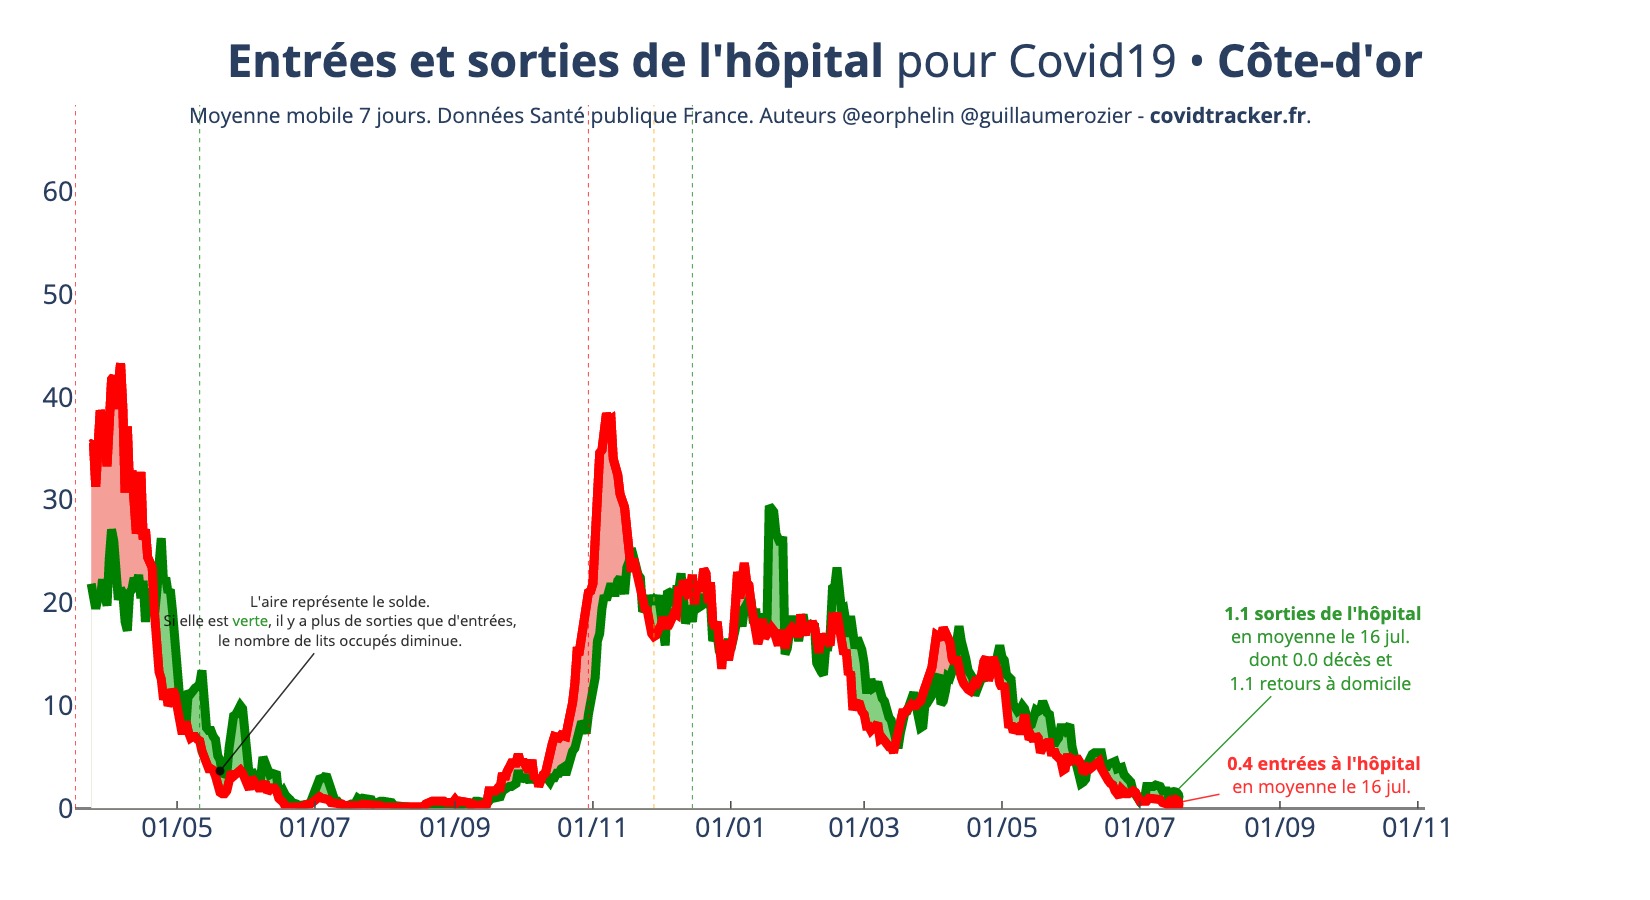 Entrées et sorties de l'hôpital pour Covid19 • Côte-d'or
Moyenne mobile 7 jours. Données Santé publique France. Auteurs @eorphelin @guillaumerozier - covidtracker.fr.
60
50
40
30
20
10
0
L'aire représente le solde.
Si elle est verte, il y a plus de sorties que d'entrées,
le nombre de lits occupés diminue.
1.1 sorties de l'hôpital
en moyenne le 16 jul.
dont 0.0 décès et
1.1 retours à domicile
0.4 entrées à l'hôpital
en moyenne le 16 jul.
01/05 01/07 01/09 01/11 01/01 01/03 01/05 01/07 01/09 01/11